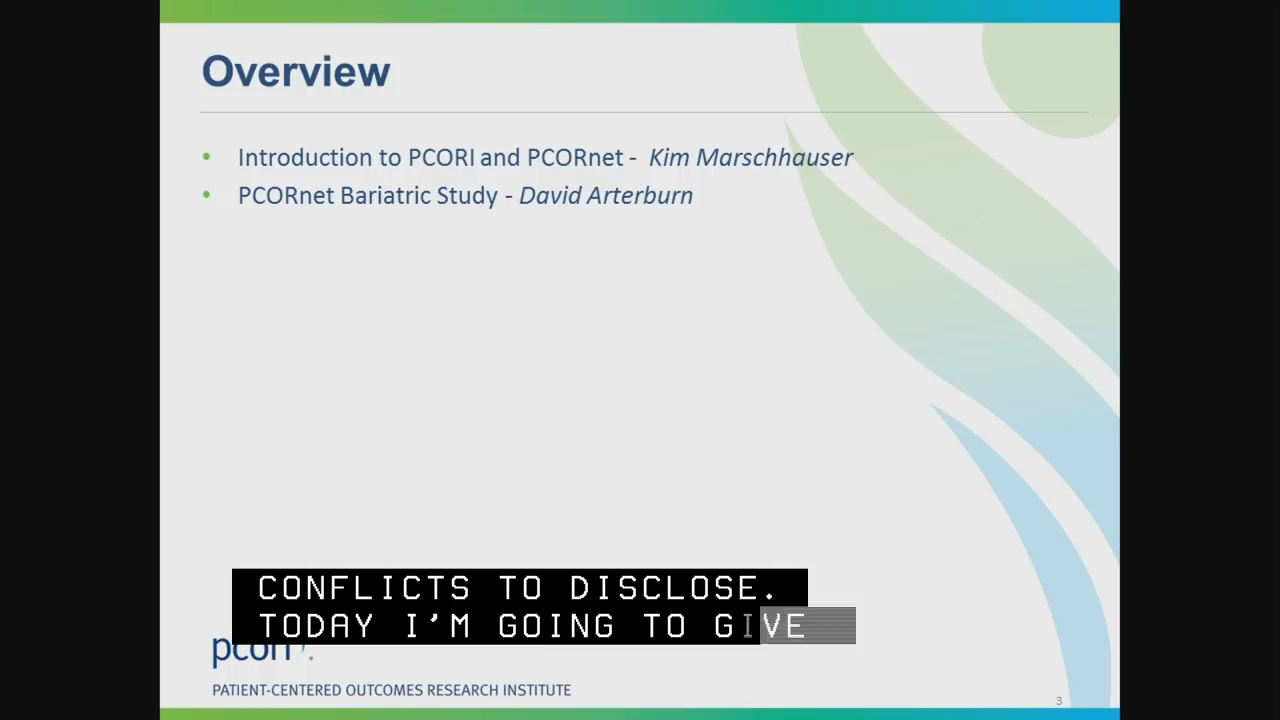 Overview
• Introduction to PCORI and PCORnet - Kim Marschhauser
• PCORnet Bariatric Study - David Arterburn
CONFLICTS TO DISCLOSE.
TODAY I'M GOING TO GIVE
pcori
PATIENT-CENTERED OUTCOMES RESEARCH INSTITUTE
3